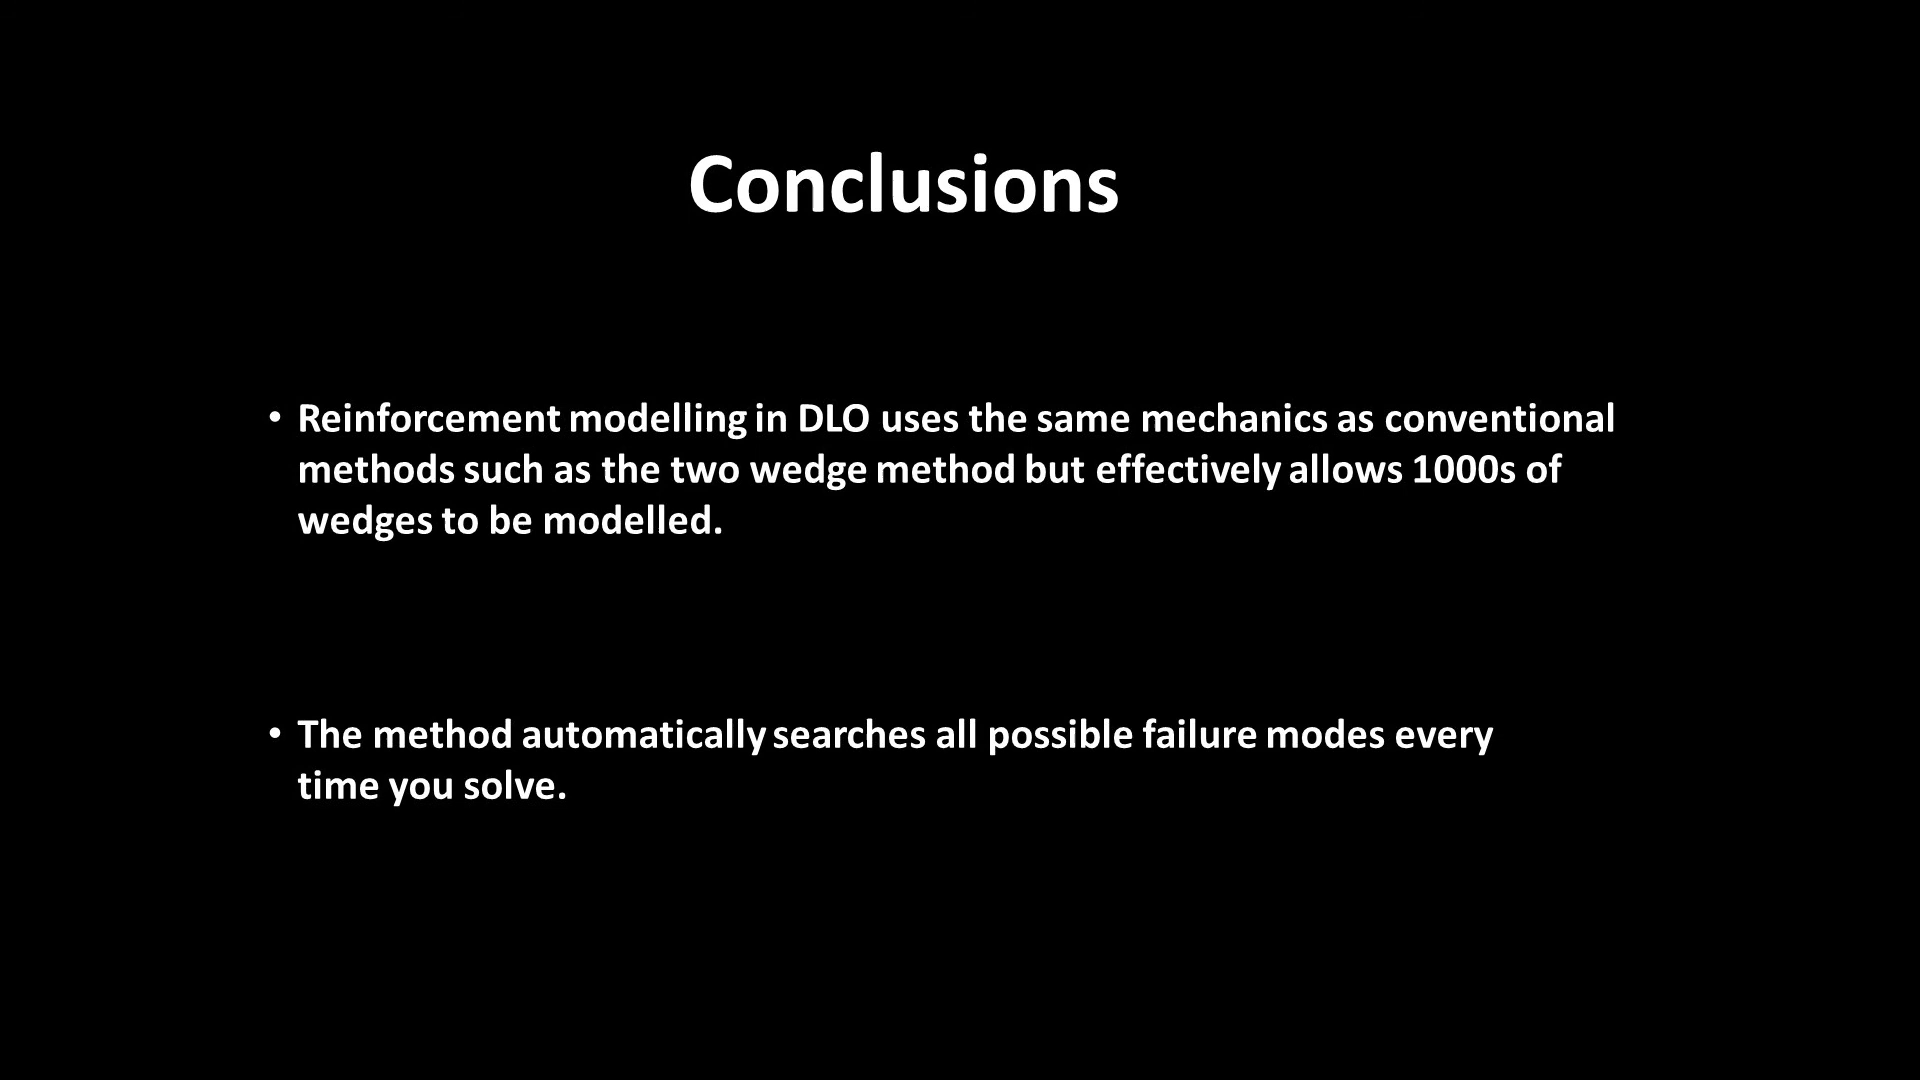 Conclusions
• Reinforcement modelling in DLO uses the same mechanics as conventional
methods such as the two wedge method but effectively allows 1000s of
wedges to be modelled.
• The method automatically searches all possible failure modes every
time you solve.